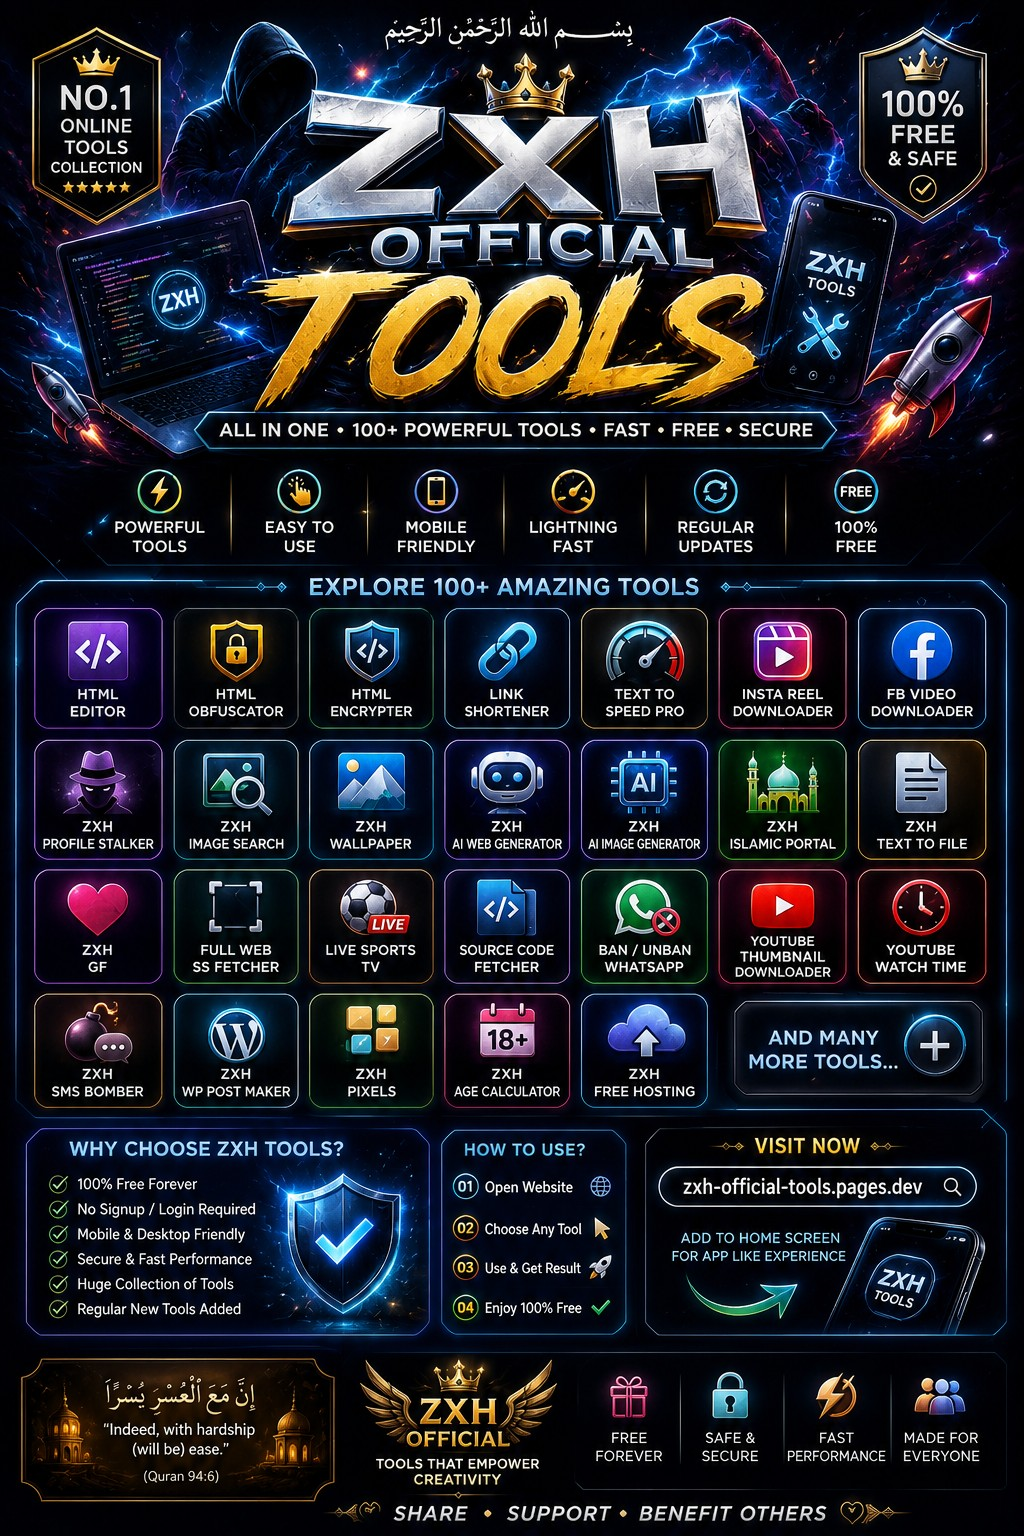 بِسْمِ اللهِ الرَّحْمٰنِ الرَّحِيْمِ
NO.1
ONLINE
TOOLS
COLLECTION
100%
FREE
& SAFE
ZXH
OFFICIAL
TOOLS
ZXH
ZXH
TOOLS
ALL IN ONE • 100+ POWERFUL TOOLS • FAST • FREE • SECURE
POWERFUL
TOOLS
EASY TO
USE
MOBILE
FRIENDLY
LIGHTNING
FAST
REGULAR
UPDATES
FREE
100%
FREE
EXPLORE 100+ AMAZING TOOLS
</>
HTML
EDITOR
HTML
OBFUSCATOR
</>
HTML
ENCRYPTER
LINK
SHORTENER
TEXT TO
SPEED PRO
INSTA REEL
DOWNLOADER
f
FB VIDEO
DOWNLOADER
ZXH
PROFILE STALKER
ZXH
IMAGE SEARCH
ZXH
WALLPAPER
ZXH
AI WEB GENERATOR
AI
ZXH
AI IMAGE GENERATOR
ZXH
ISLAMIC PORTAL
ZXH
TEXT TO FILE
ZXH
GF
FULL WEB
SS FETCHER
LIVE
LIVE SPORTS
TV
</>
SOURCE CODE
FETCHER
BAN / UNBAN
WHATSAPP
YOUTUBE
THUMBNAIL
DOWNLOADER
YOUTUBE
WATCH TIME
ZXH
SMS BOMBER
W
ZXH
WP POST MAKER
ZXH
PIXELS
18+
ZXH
AGE CALCULATOR
ZXH
FREE HOSTING
AND MANY
MORE TOOLS...
WHY CHOOSE ZXH TOOLS?
100% Free Forever
No Signup / Login Required
Mobile & Desktop Friendly
Secure & Fast Performance
Huge Collection of Tools
Regular New Tools Added
HOW TO USE?
01 Open Website
02 Choose Any Tool
03 Use & Get Result
04 Enjoy 100% Free
VISIT NOW
zxh-official-tools.pages.dev
ADD TO HOME SCREEN
FOR APP LIKE EXPERIENCE
ZXH
TOOLS
إِنَّ مَعَ الْعُسْرِ يُسْرًا
"Indeed, with hardship
(will be) ease."
(Quran 94:6)
ZXH
OFFICIAL
TOOLS THAT EMPOWER
CREATIVITY
FREE
FOREVER
SAFE &
SECURE
FAST
PERFORMANCE
MADE FOR
EVERYONE
SHARE • SUPPORT • BENEFIT OTHERS